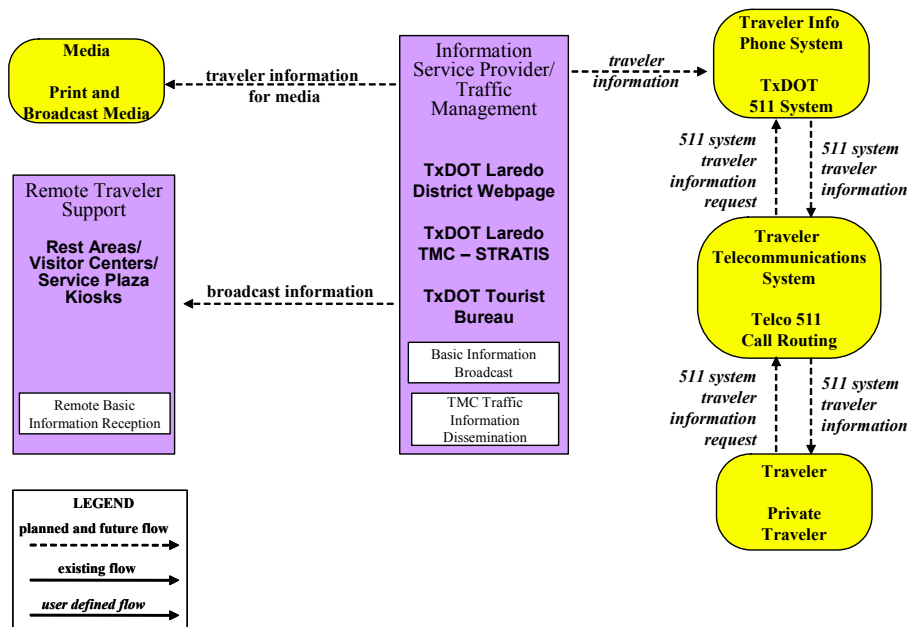 Media
Print and
Broadcast Media
traveler information
for media
Information
Service Provider/
Traffic
Management
TxDOT Laredo
District Webpage
TxDOT Laredo
TMC – STRATIS
TxDOT Tourist
Bureau
Basic Information
Broadcast
TMC Traffic
Information
Dissemination
traveler
information
Traveler Info
Phone System
TxDOT
511 System
511 system
traveler
information
request
511 system
traveler
information
Remote Traveler
Support
Rest Areas/
Visitor Centers/
Service Plaza
Kiosks
Remote Basic
Information Reception
broadcast information
Traveler
Telecommunications
System
Telco 511
Call Routing
511 system
traveler
information
request
511 system
traveler
information
Traveler
Private
Traveler
LEGEND
planned and future flow
existing flow
user defined flow